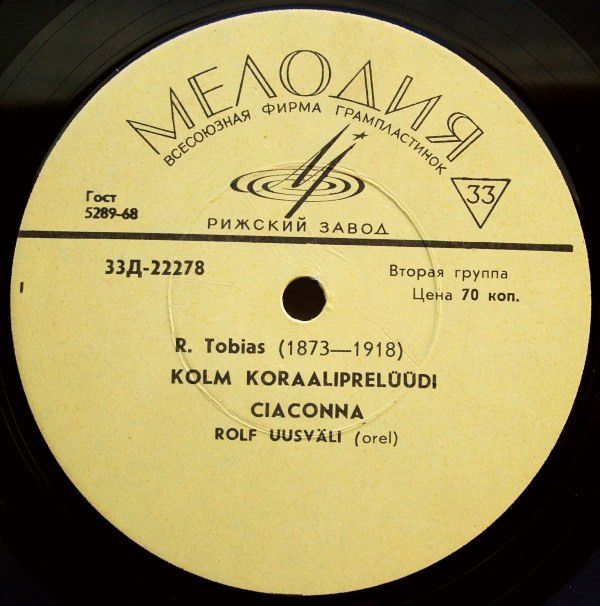 МЕЛОДИЯ
ВСЕСОЮЗНАЯ ФИРМА ГРАМПЛАСТИНОК
33
Гост
5289-68
РИЖСКИЙ ЗАВОД
33Д-22278
Вторая группа
Цена 70 коп.
I
R. Tobias (1873—1918)
KOLM KORAALIPRELÜÜDI
CIACONNA
ROLF UUSVÄLI (orel)